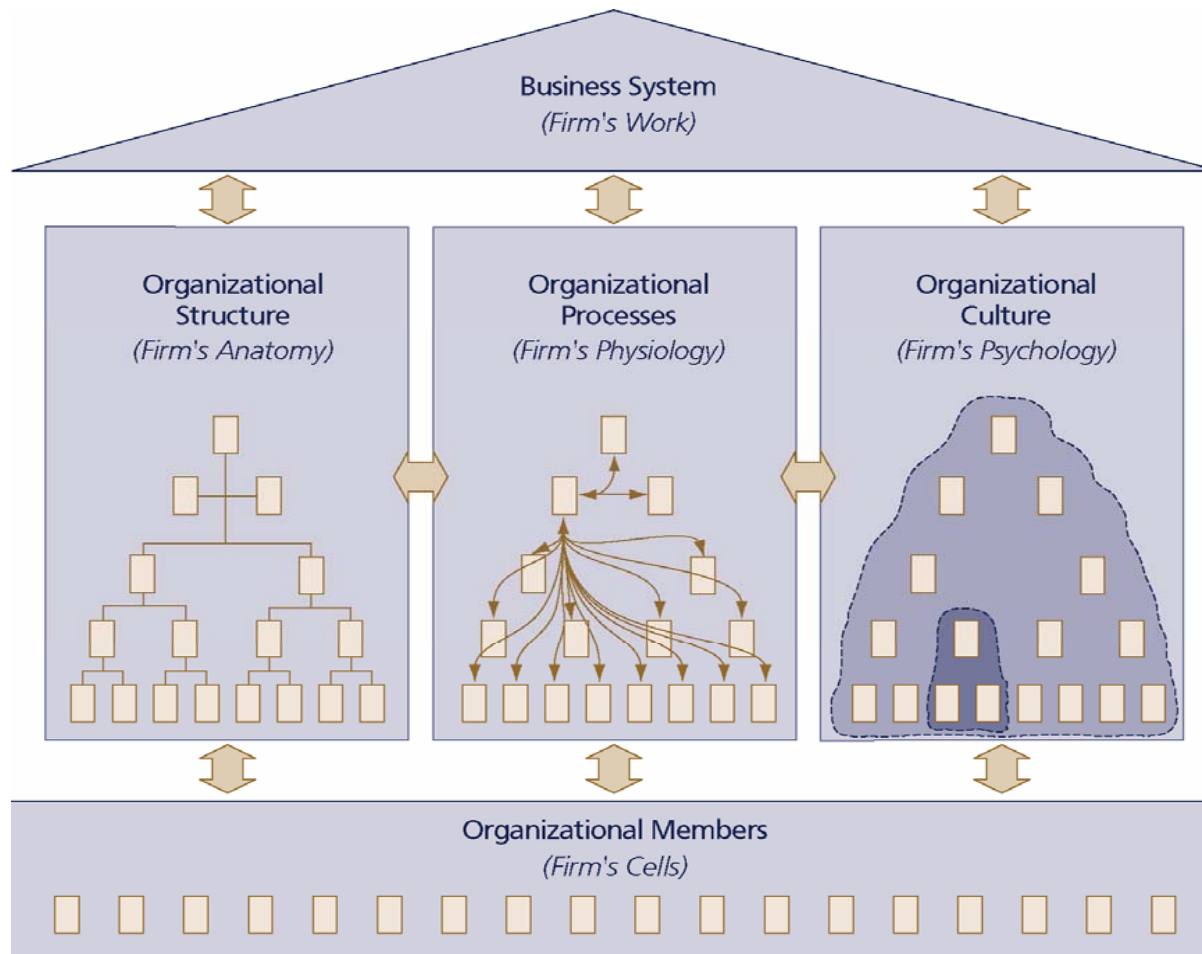 Business System
(Firm's Work)
Organizational
Structure
(Firm's Anatomy)
Organizational
Processes
(Firm's Physiology)
Organizational
Culture
(Firm's Psychology)
Organizational Members
(Firm's Cells)